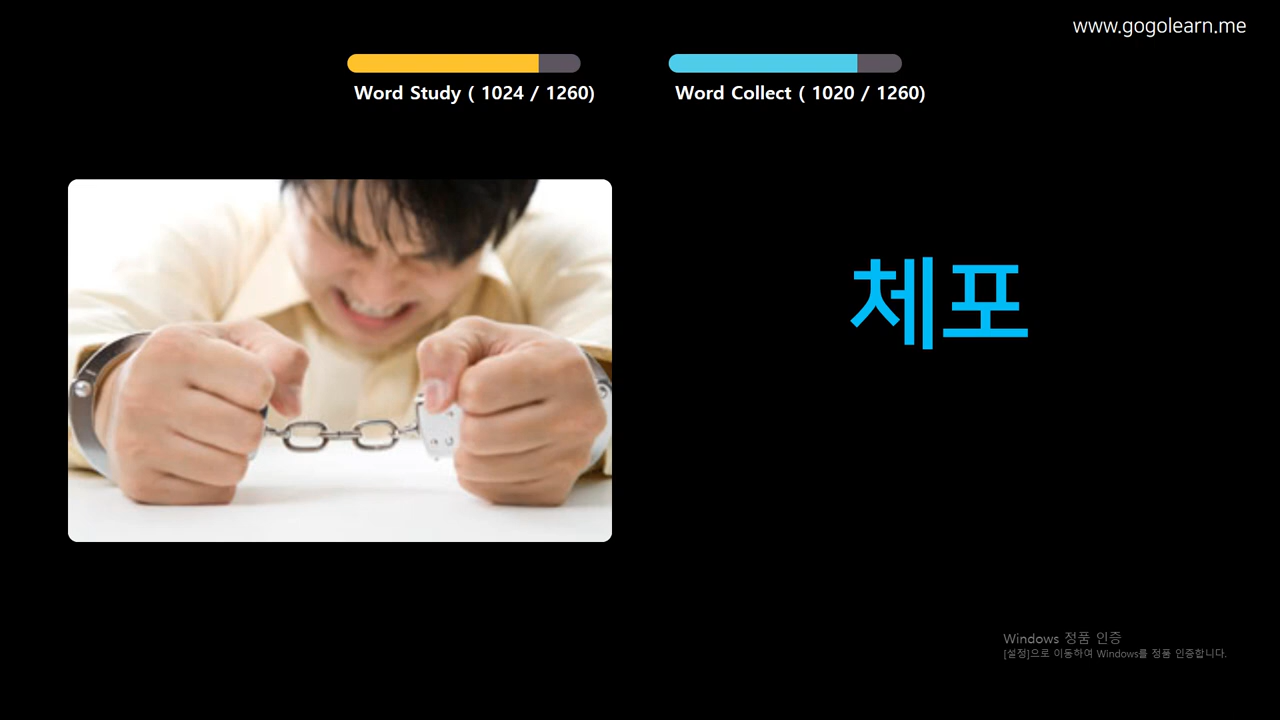 www.gogolearn.me
Word Study ( 1024 / 1260)
Word Collect ( 1020 / 1260)
체포
Windows 정품 인증
[설정]으로 이동하여 Windows를 정품 인증합니다.